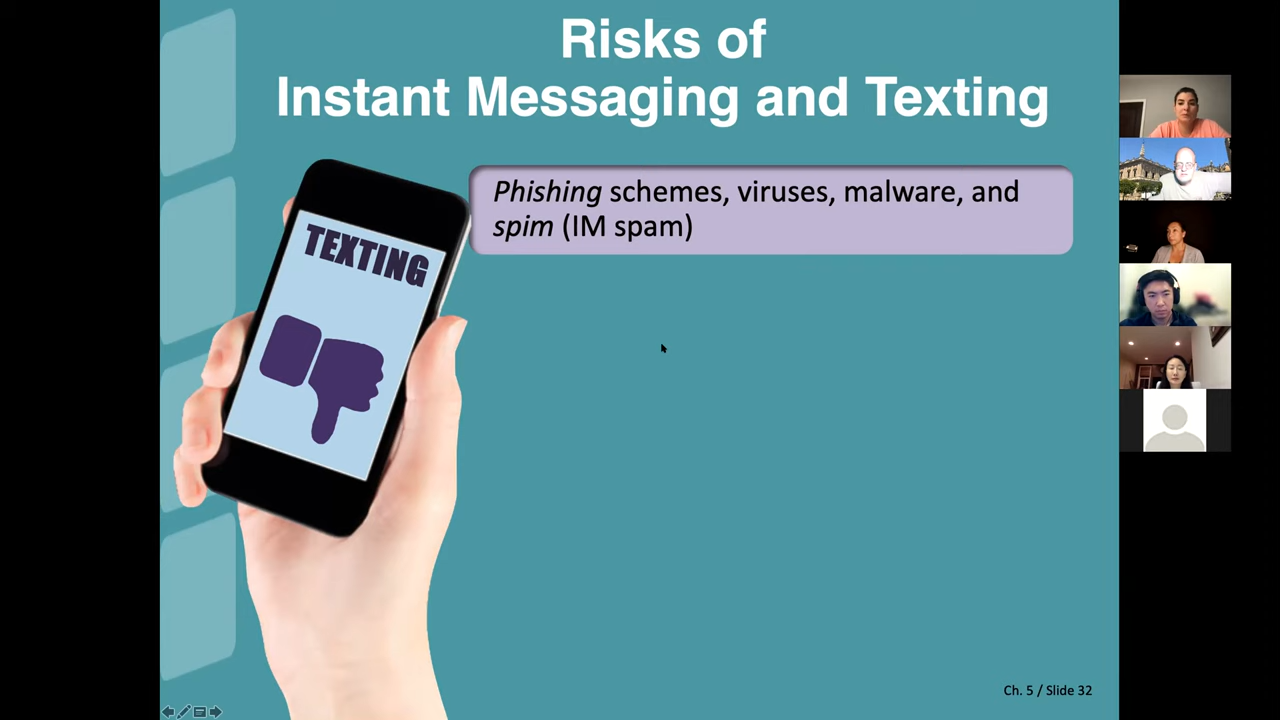 Risks of
Instant Messaging and Texting
TEXTING
Phishing schemes, viruses, malware, and
spim (IM spam)
Ch. 5 / Slide 32